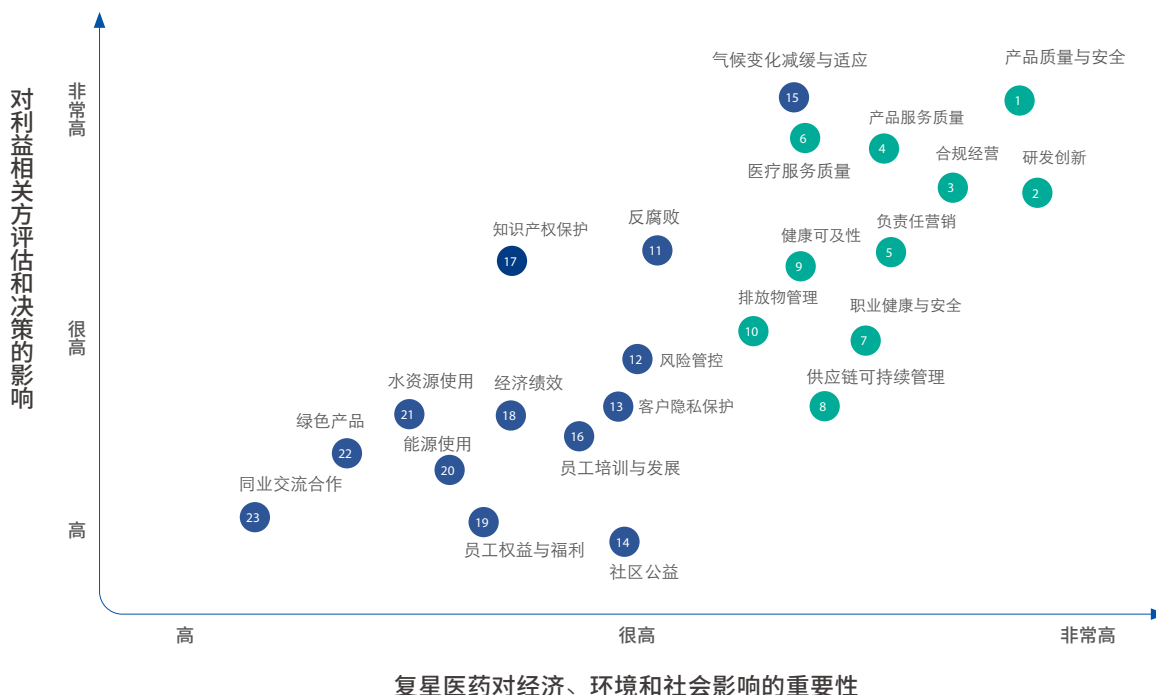 对利益相关方评估和决策的影响
非常高
很高
高
气候变化减缓与适应
15
产品质量与安全
1
6
医疗服务质量
产品服务质量
4
合规经营
3
研发创新
2
知识产权保护
17
反腐败
11
健康可及性
9
负责任营销
5
排放物管理
10
职业健康与安全
7
12
风险管控
供应链可持续管理
8
水资源使用
21
经济绩效
18
13
客户隐私保护
绿色产品
22
能源使用
20
16
员工培训与发展
同业交流合作
23
19
员工权益与福利
14
社区公益
高
很高
非常高
复星医药对经济、环境和社会影响的重要性